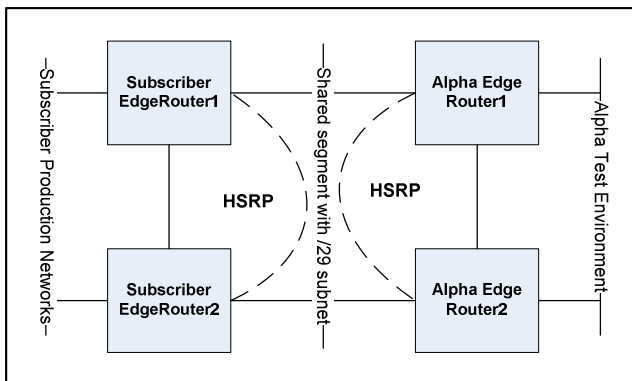 Subscriber Production Networks
Subscriber
EdgeRouter1
Shared segment with /29 subnet
Alpha Edge
Router1
Alpha Test Environment
HSRP
HSRP
Subscriber
EdgeRouter2
Alpha Edge
Router2